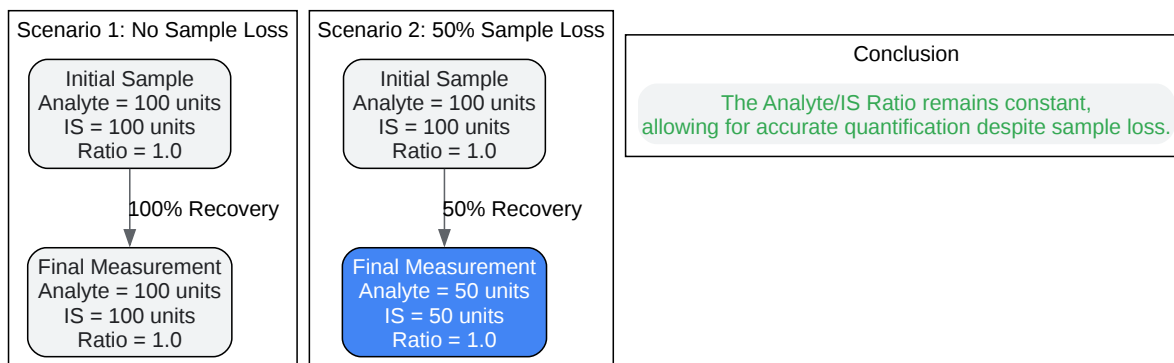 Scenario 1: No Sample Loss
Initial Sample
Analyte = 100 units
IS = 100 units
Ratio = 1.0
100% Recovery
Final Measurement
Analyte = 100 units
IS = 100 units
Ratio = 1.0
Scenario 2: 50% Sample Loss
Initial Sample
Analyte = 100 units
IS = 100 units
Ratio = 1.0
50% Recovery
Final Measurement
Analyte = 50 units
IS = 50 units
Ratio = 1.0
Conclusion
The Analyte/IS Ratio remains constant,
allowing for accurate quantification despite sample loss.